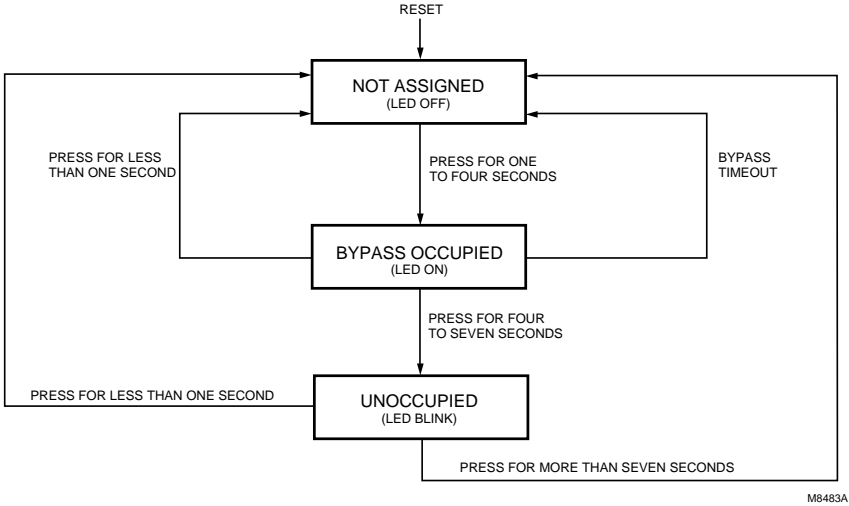 RESET
NOT ASSIGNED
(LED OFF)
PRESS FOR LESS
THAN ONE SECOND
PRESS FOR ONE
TO FOUR SECONDS
BYPASS
TIMEOUT
BYPASS OCCUPIED
(LED ON)
PRESS FOR FOUR
TO SEVEN SECONDS
PRESS FOR LESS THAN ONE SECOND
UNOCCUPIED
(LED BLINK)
PRESS FOR MORE THAN SEVEN SECONDS
M8483A